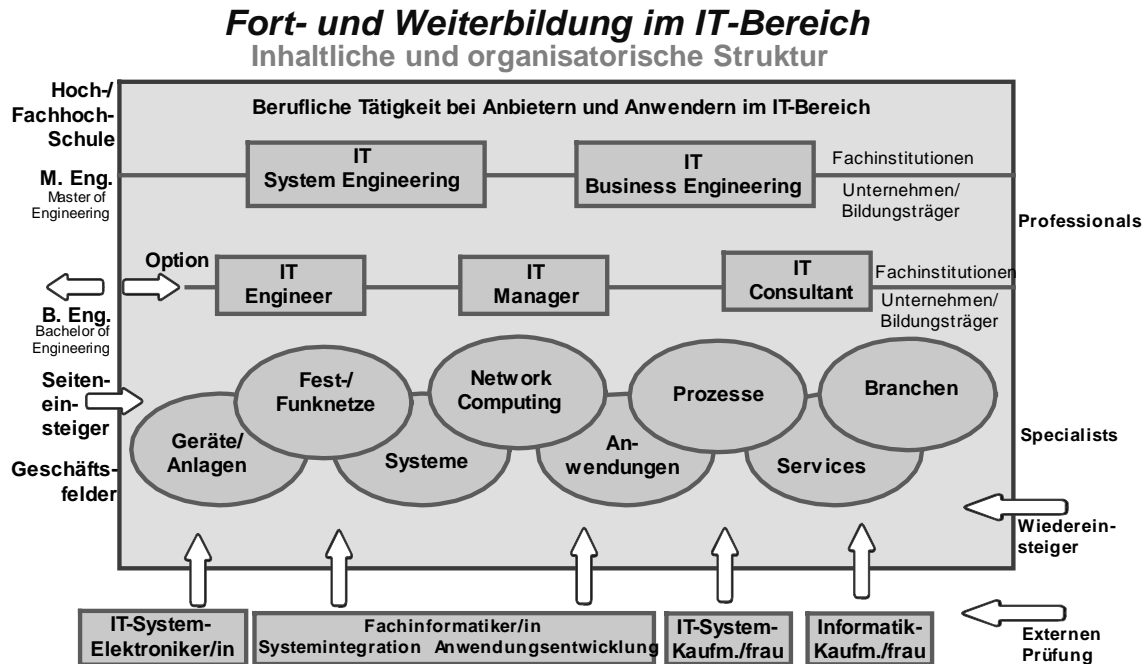 Fort- und Weiterbildung im IT-Bereich
Inhaltliche und organisatorische Struktur
Hoch-/
Fachhoch-
Schule
Berufliche Tätigkeit bei Anbietern und Anwendern im IT-Bereich
IT
System Engineering
IT
Business Engineering
Fachinstitutionen
Unternehmen/
Bildungsträger
M. Eng.
Master of
Engineering
Professionals
Option
IT
Engineer
IT
Manager
IT
Consultant
Fachinstitutionen
Unternehmen/
Bildungsträger
B. Eng.
Bachelor of
Engineering
Seiten-
ein-
steiger
Fest-/
Funknetze
Network
Computing
Prozesse
Branchen
Geräte/
Anlagen
Systeme
An-
wendungen
Services
Specialists
Geschäfts-
felder
Wiederein-
steiger
IT-System-
Elektroniker/in
Fachinformatiker/in
Systemintegration Anwendungsentwicklung
IT-System-
Kaufm./frau
Informatik-
Kaufm./frau
Externen
Prüfung